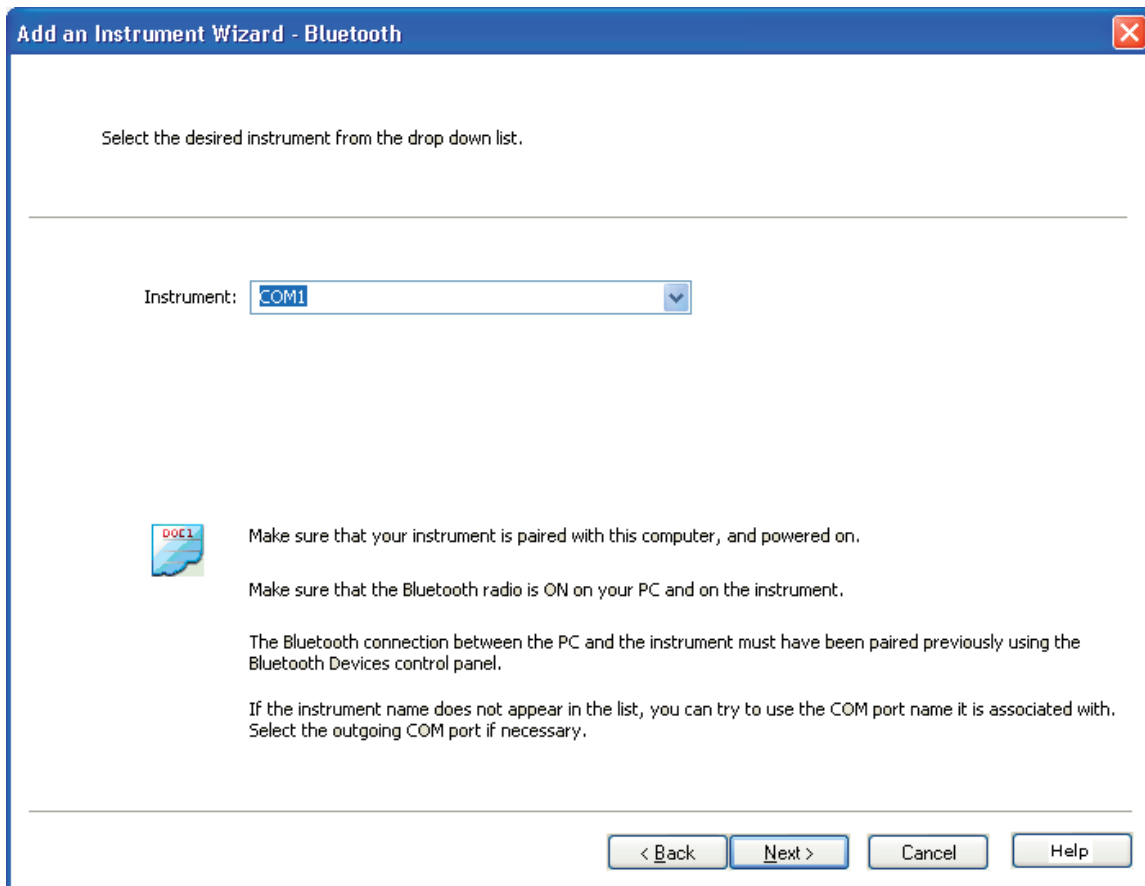 Add an Instrument Wizard - Bluetooth
Select the desired instrument from the drop down list.
Instrument: COM1
DOC1
Make sure that your instrument is paired with this computer, and powered on.
Make sure that the Bluetooth radio is ON on your PC and on the instrument.
The Bluetooth connection between the PC and the instrument must have been paired previously using the
Bluetooth Devices control panel.
If the instrument name does not appear in the list, you can try to use the COM port name it is associated with.
Select the outgoing COM port if necessary.
< Back Next > Cancel Help